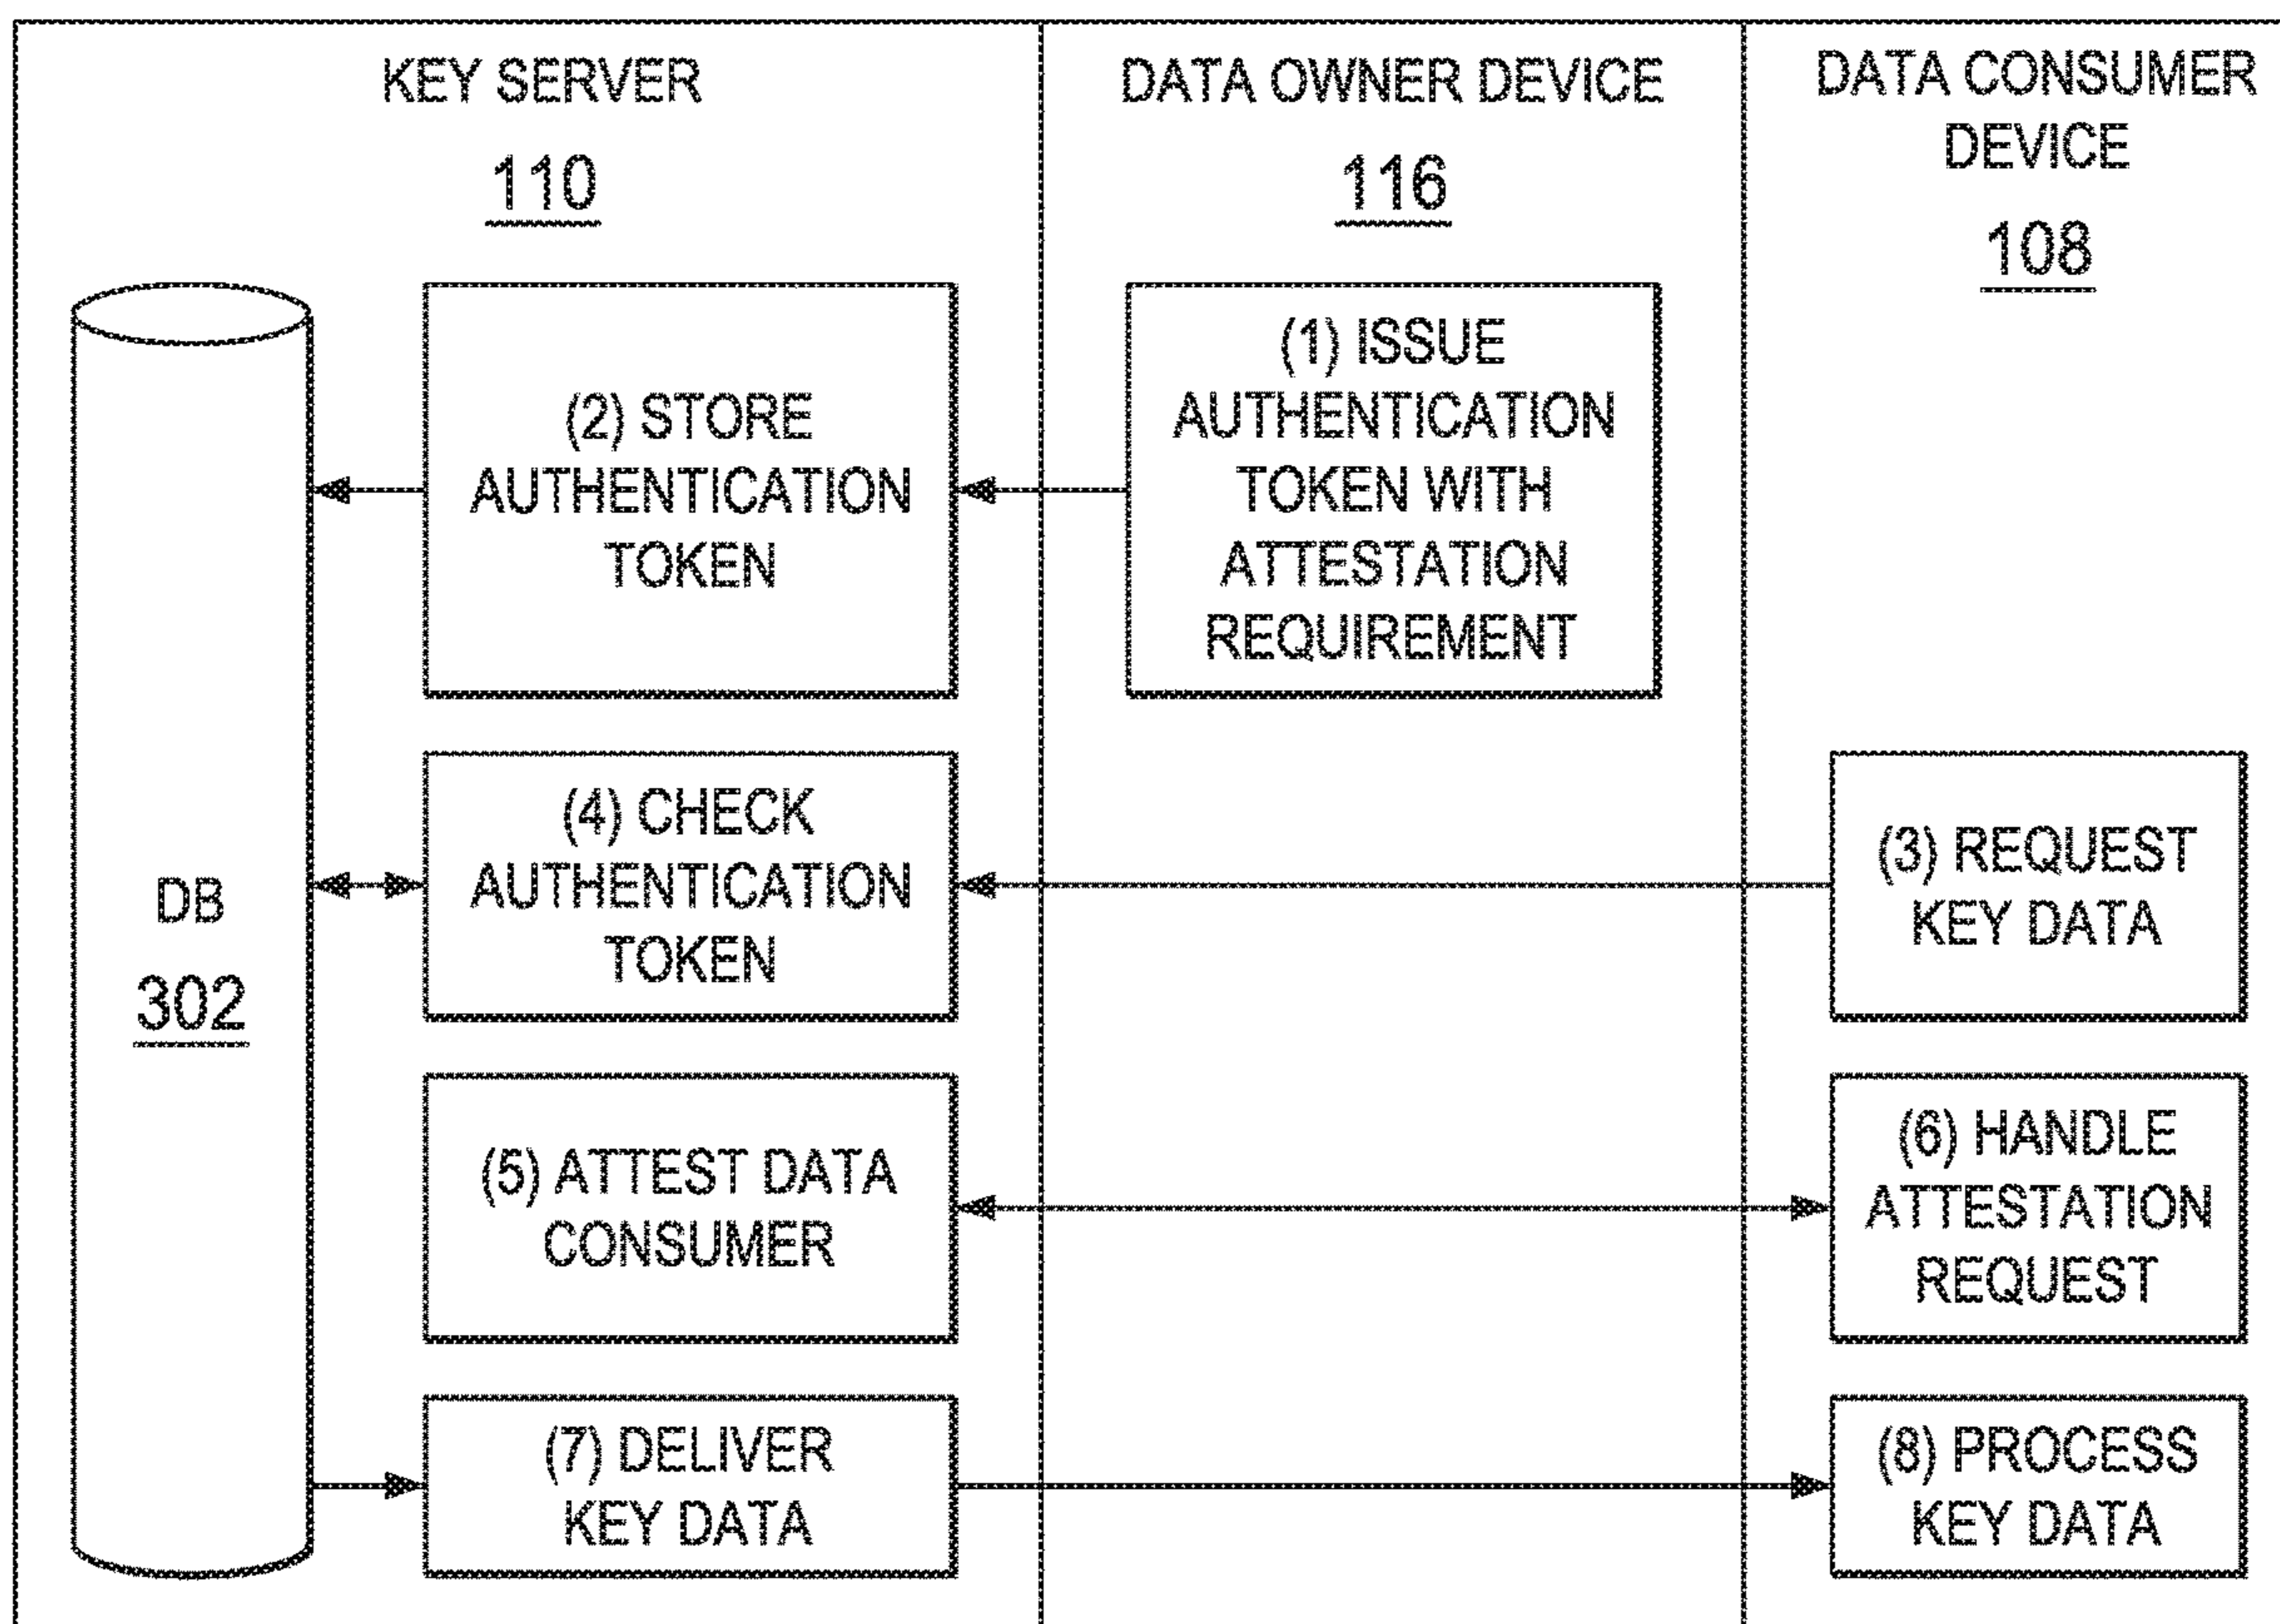 KEY SERVER
110
DATA OWNER DEVICE
116
DATA CONSUMER
DEVICE
108
(1) ISSUE
AUTHENTICATION
TOKEN WITH
ATTESTATION
REQUIREMENT
(2) STORE
AUTHENTICATION
TOKEN
DB
302
(3) REQUEST
KEY DATA
(4) CHECK
AUTHENTICATION
TOKEN
(5) ATTEST DATA
CONSUMER
(6) HANDLE
ATTESTATION
REQUEST
(7) DELIVER
KEY DATA
(8) PROCESS
KEY DATA